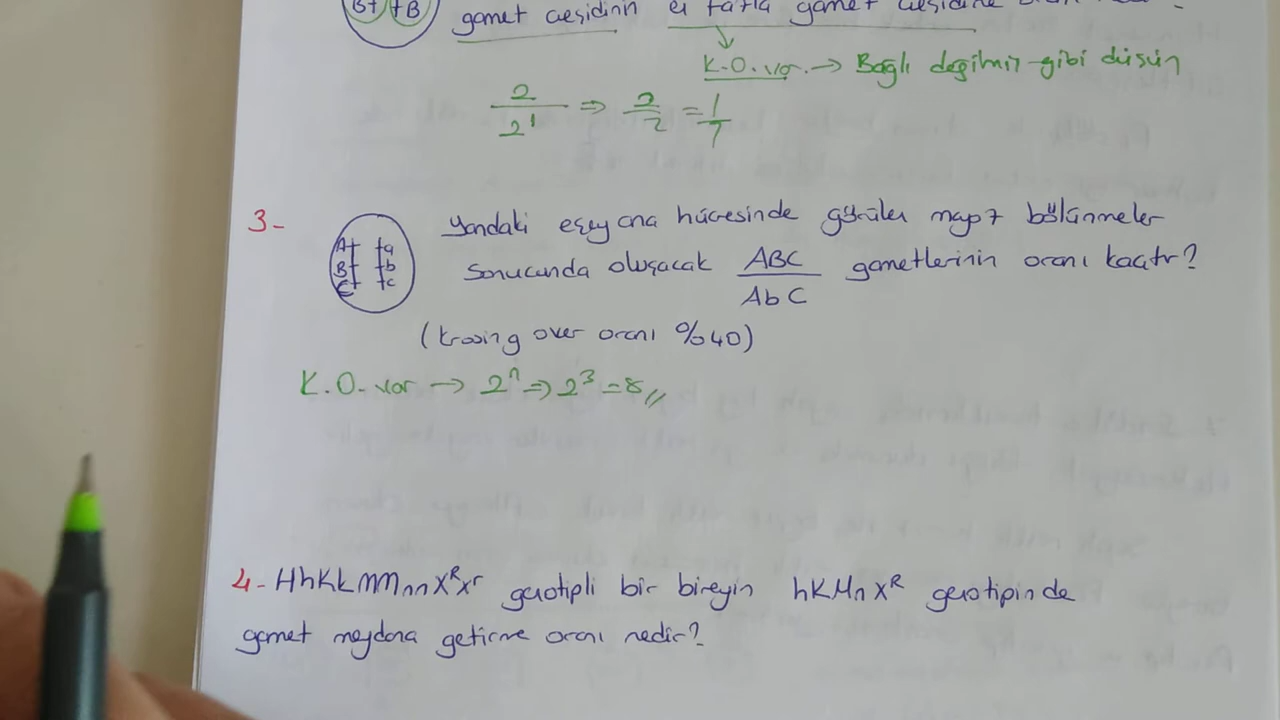 B+ +B gamet çeşidinin en fazla gamet çeşidine
K.O. var. → Bağlı değilmiş gibi düşün
2/2¹ ⇒ 2/2 = 1/1
3- Yandaki eşey ana hücresinde görülen mayoz bölünmeler
A a
B b
C c
sonucunda oluşacak ABC/AbC gametlerinin oranı kaçtır?
(krosing over oranı %40)
K.O. var → 2ⁿ ⇒ 2³ = 8//
4- HhKkMMnnXᴿXʳ genotipli bir bireyin hKMnXᴿ genotipinde
gamet meydana getirme oranı nedir?